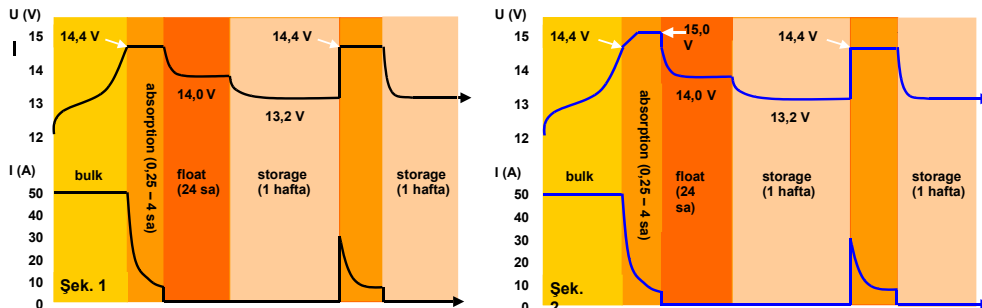 U (V)
I
15
14
13
12
14,4 V
14,4 V
14,0 V
13,2 V
bulk
absorption (0,25 – 4 sa)
float
(24 sa)
storage
(1 hafta)
storage
(1 hafta)
I (A)
50
40
30
20
10
0
Şek. 1
U (V)
15
14
13
12
14,4 V
15,0
V
14,4 V
14,0 V
13,2 V
bulk
absorption (0,25 – 4 sa)
float
(24
sa)
storage
(1 hafta)
storage
(1 hafta)
I (A)
50
40
30
20
10
0
Şek.
2